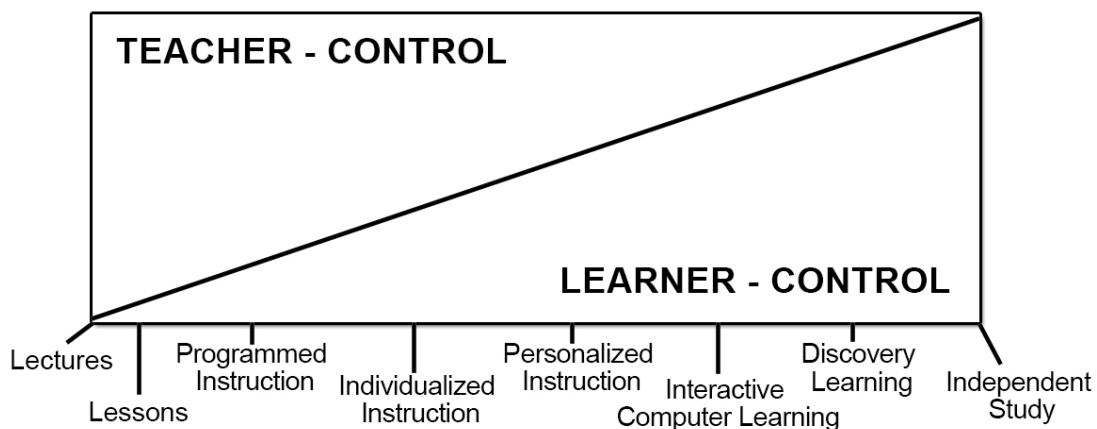 TEACHER - CONTROL
LEARNER - CONTROL
Lectures
Lessons
Programmed
Instruction
Individualized
Instruction
Personalized
Instruction
Interactive
Computer Learning
Discovery
Learning
Independent
Study